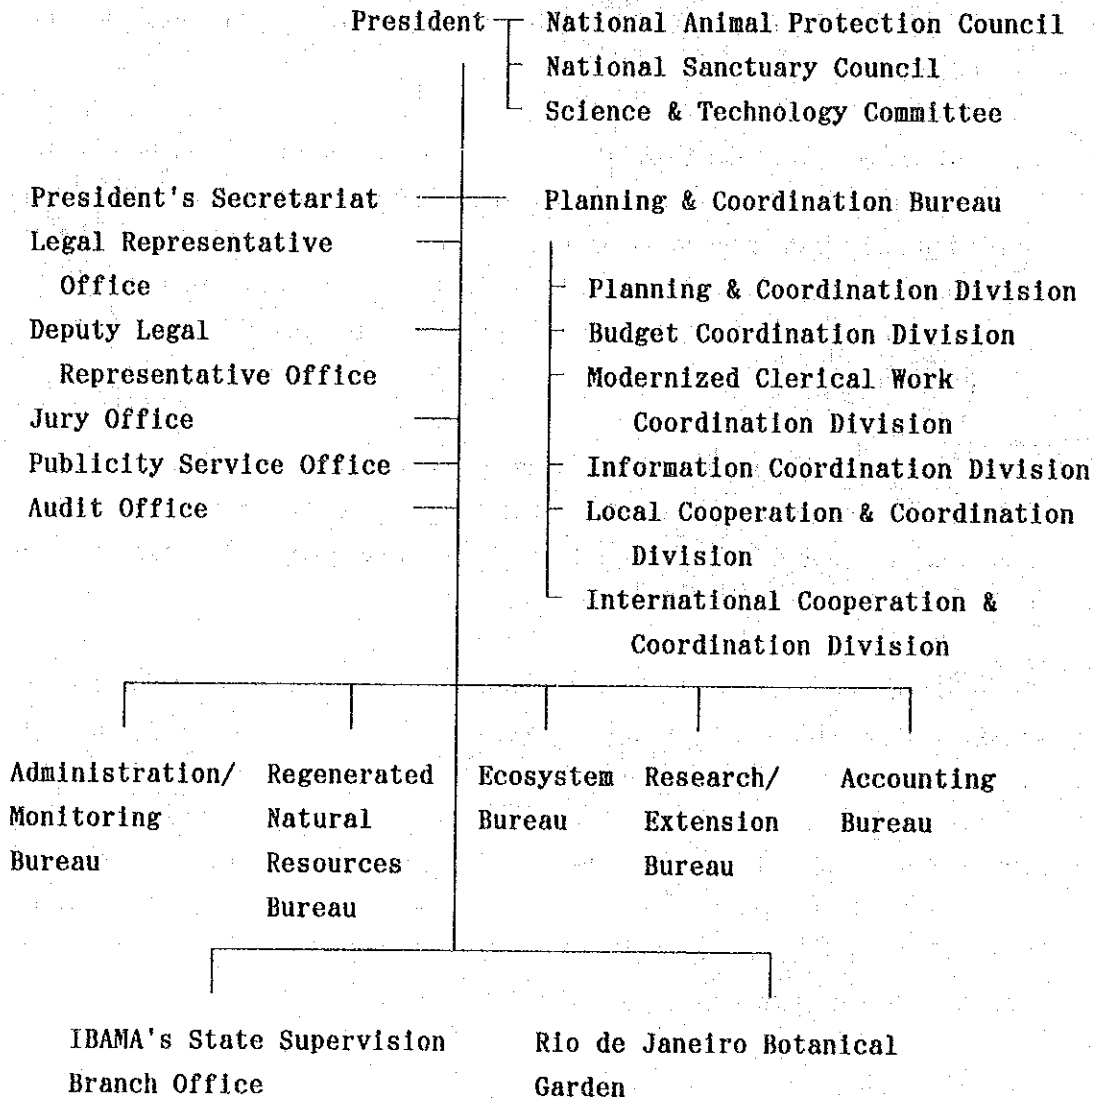 President
National Animal Protection Council
National Sanctuary Council
Science & Technology Committee
President's Secretariat
Planning & Coordination Bureau
Legal Representative
Office
Deputy Legal
Representative Office
Jury Office
Publicity Service Office
Audit Office
Planning & Coordination Division
Budget Coordination Division
Modernized Clerical Work
Coordination Division
Information Coordination Division
Local Cooperation & Coordination
Division
International Cooperation &
Coordination Division
Administration/
Monitoring
Bureau
Regenerated
Natural
Resources
Bureau
Ecosystem
Bureau
Research/
Extension
Bureau
Accounting
Bureau
IBAMA's State Supervision
Branch Office
Rio de Janeiro Botanical
Garden